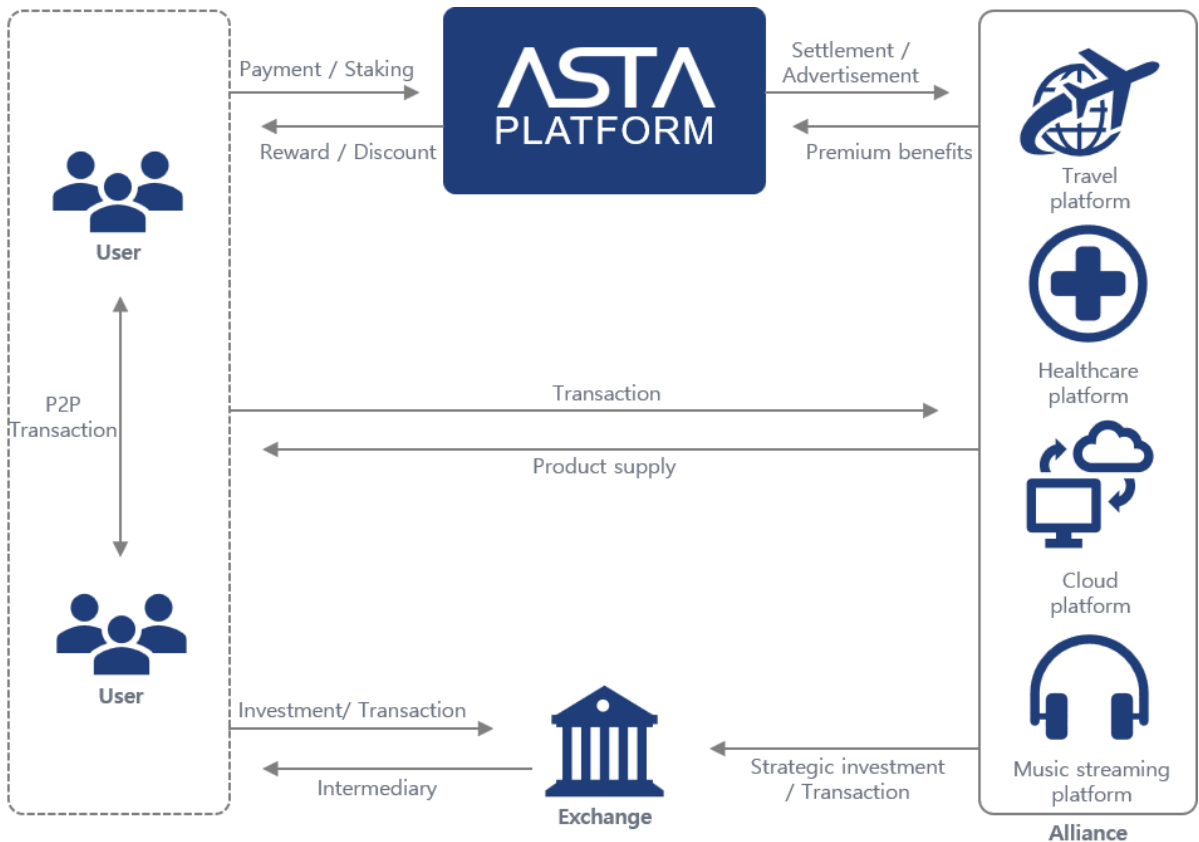 Payment / Staking
Reward / Discount
ASTA
PLATFORM
Settlement /
Advertisement
Premium benefits
Travel
platform
User
Healthcare
platform
P2P
Transaction
Transaction
Product supply
Cloud
platform
User
Investment/ Transaction
Intermediary
Exchange
Strategic investment
/ Transaction
Music streaming
platform
Alliance